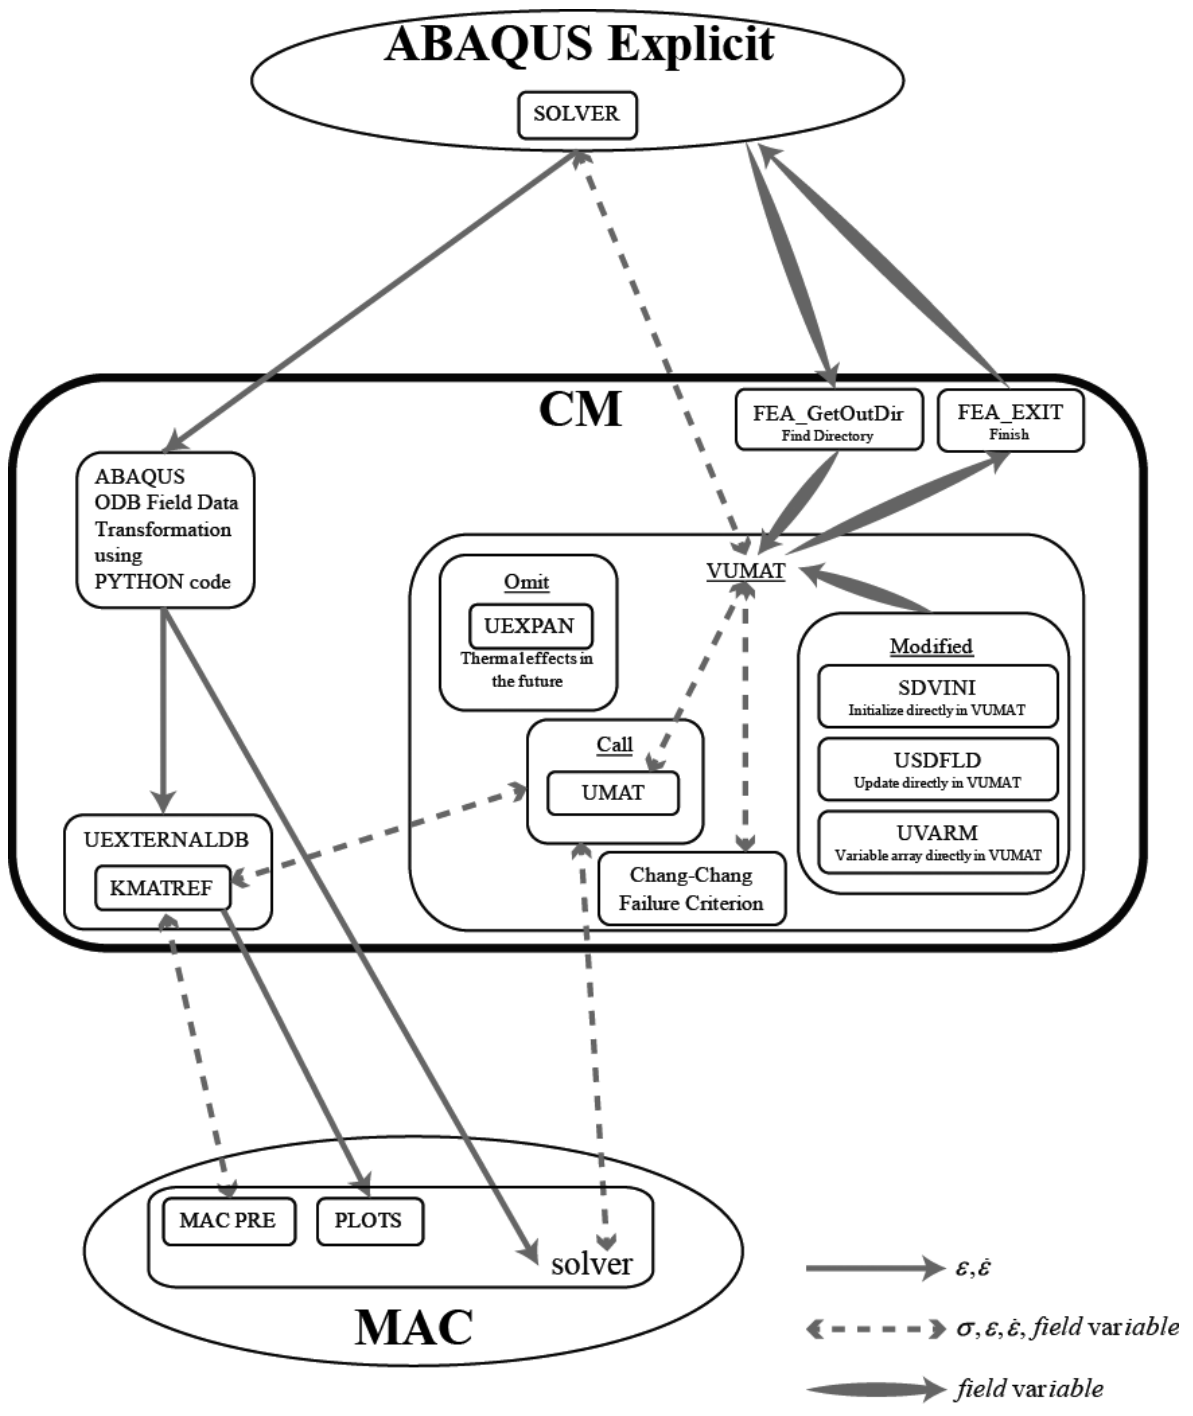 ABAQUS Explicit
SOLVER
CM
FEA_GetOutDir
Find Directory
FEA_EXIT
Finish
ABAQUS
ODB Field Data
Transformation
using
PYTHON code
Omit
UEXPAN
Thermal effects in
the future
VUMAT
Modified
SDVINI
Initialize directly in VUMAT
USDFLD
Update directly in VUMAT
UVARM
Variable array directly in VUMAT
Call
UMAT
Chang-Chang
Failure Criterion
UEXTERNALDB
KMATREF
MAC PRE
PLOTS
solver
MAC
ε, ε̇
σ, ε, ε̇, field variable
field variable